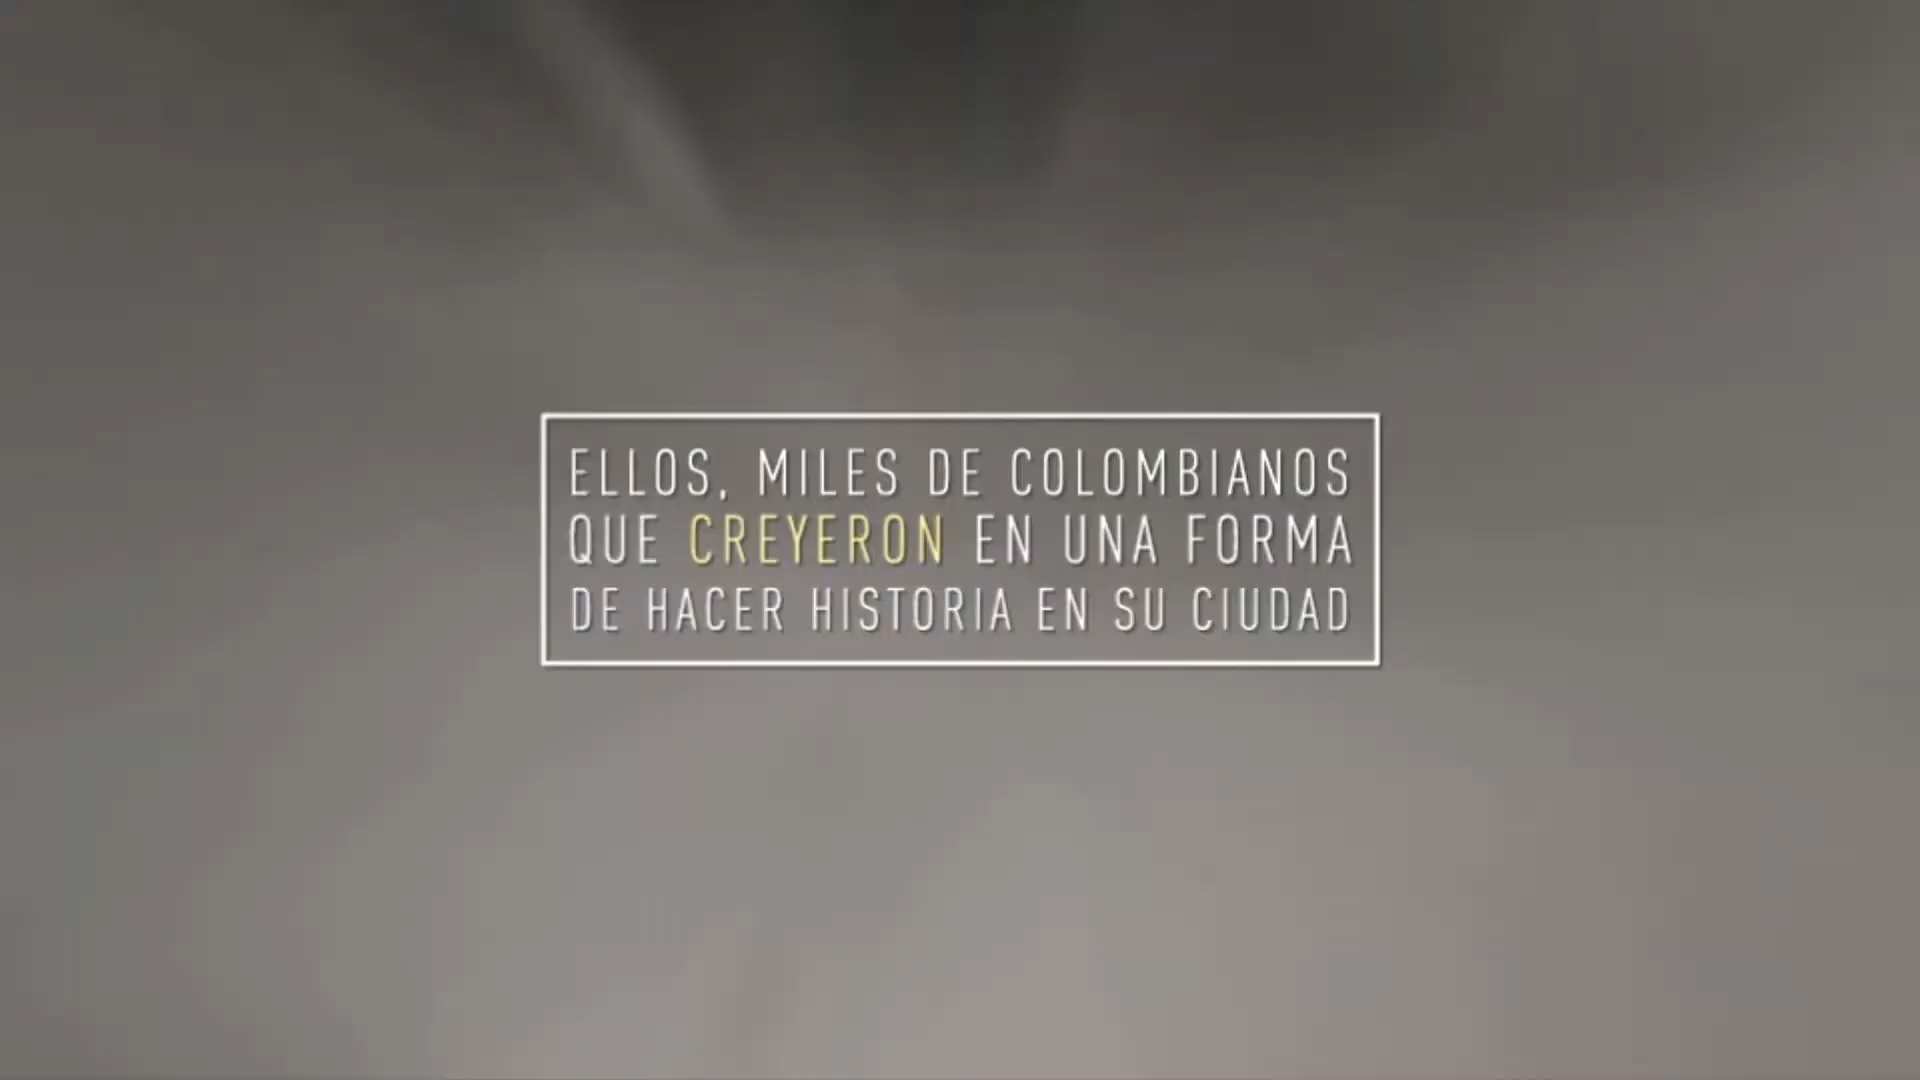 ELLOS, MILES DE COLOMBIANOS
QUE CREYERON EN UNA FORMA
DE HACER HISTORIA EN SU CIUDAD